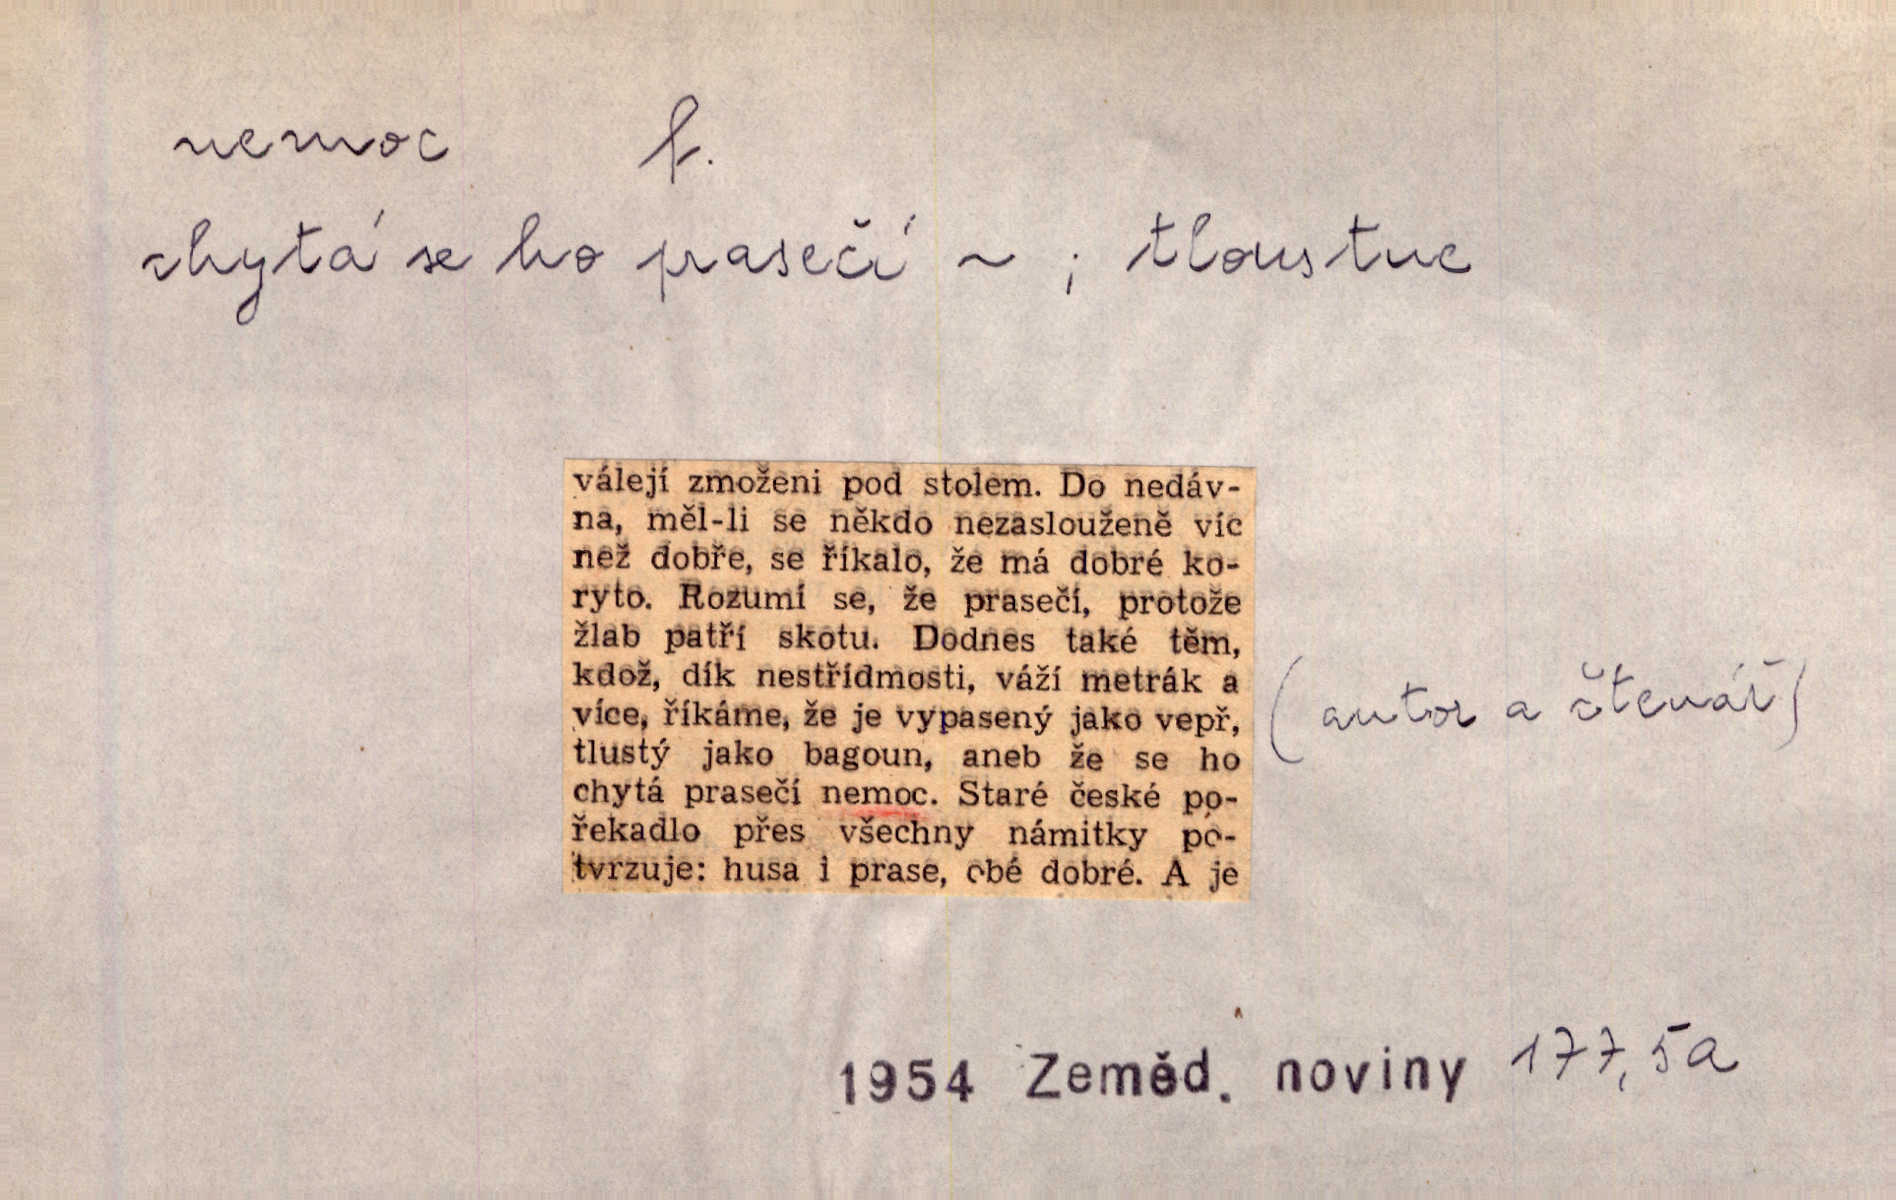 nemoc f.
chytá se ho prasečí ~ ; tloustne
válejí zmoženi pod stolem. Do nedáv-
na, měl-li se někdo nezaslouženě víc
než dobře, se říkalo, že má dobré ko-
ryto. Rozumí se, že prasečí, protože
žlab patří skotu. Dodnes také těm,
kdož, dík nestřídmosti, váží metrák a
více, říkáme, že je vypasený jako vepř,
tlustý jako bagoun, aneb že se ho
chytá prasečí nemoc. Staré české po-
řekadlo přes všechny námitky po-
tvrzuje: husa i prase, obé dobré. A je
(autor a čtenář)
1954 Zeměd. noviny 177, 5a